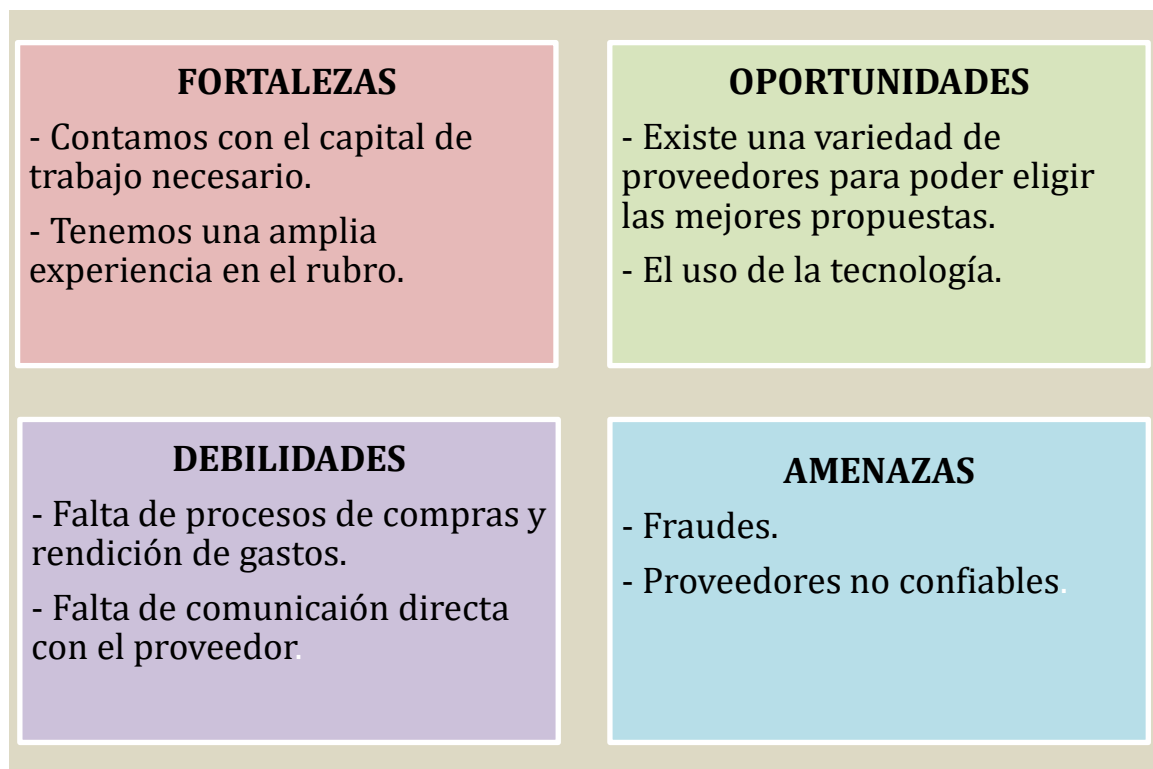 FORTALEZAS
- Contamos con el capital de
trabajo necesario.
- Tenemos una amplia
experiencia en el rubro.
OPORTUNIDADES
- Existe una variedad de
proveedores para poder eligir
las mejores propuestas.
- El uso de la tecnología.
DEBILIDADES
- Falta de procesos de compras y
rendición de gastos.
- Falta de comunicaión directa
con el proveedor.
AMENAZAS
- Fraudes.
- Proveedores no confiables.